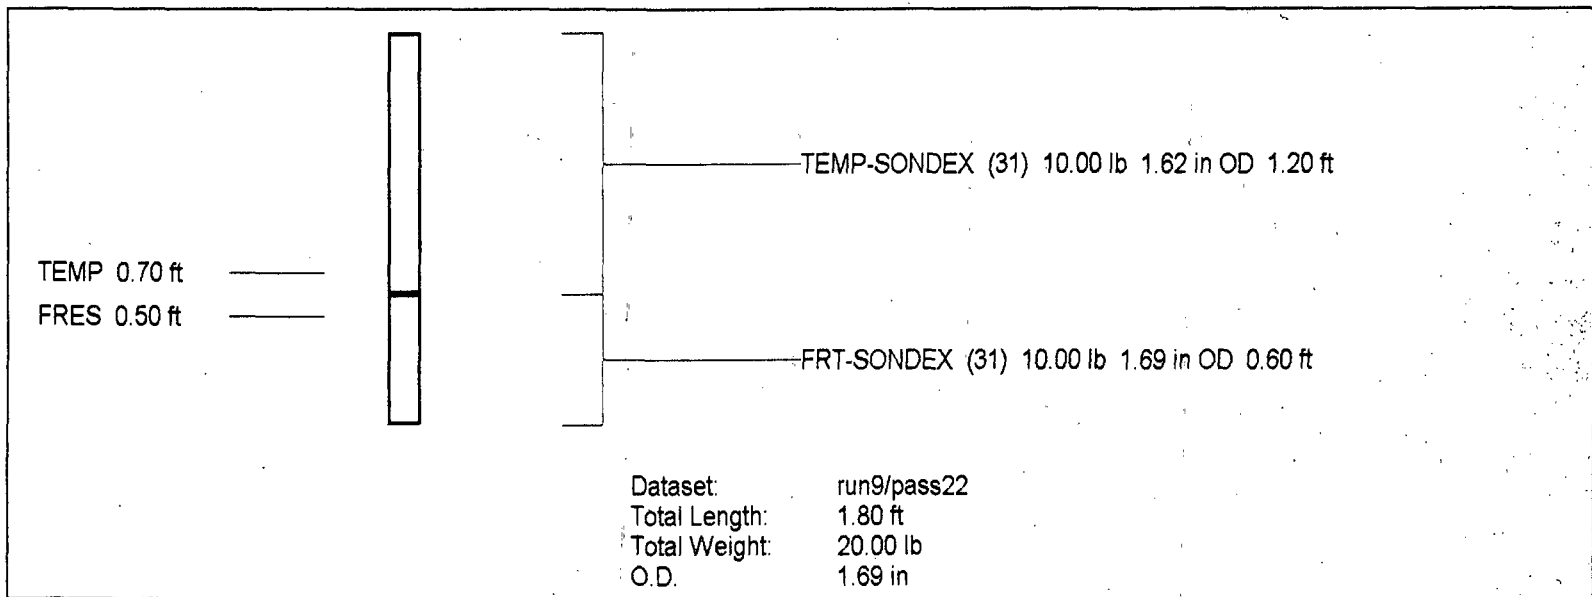 TEMP-SONDEX (31) 10.00 lb 1.62 in OD 1.20 ft
TEMP 0.70 ft
FRES 0.50 ft
FRT-SONDEX (31) 10.00 lb 1.69 in OD 0.60 ft
Dataset: run9/pass22
Total Length: 1.80 ft
Total Weight: 20.00 lb
O.D. 1.69 in